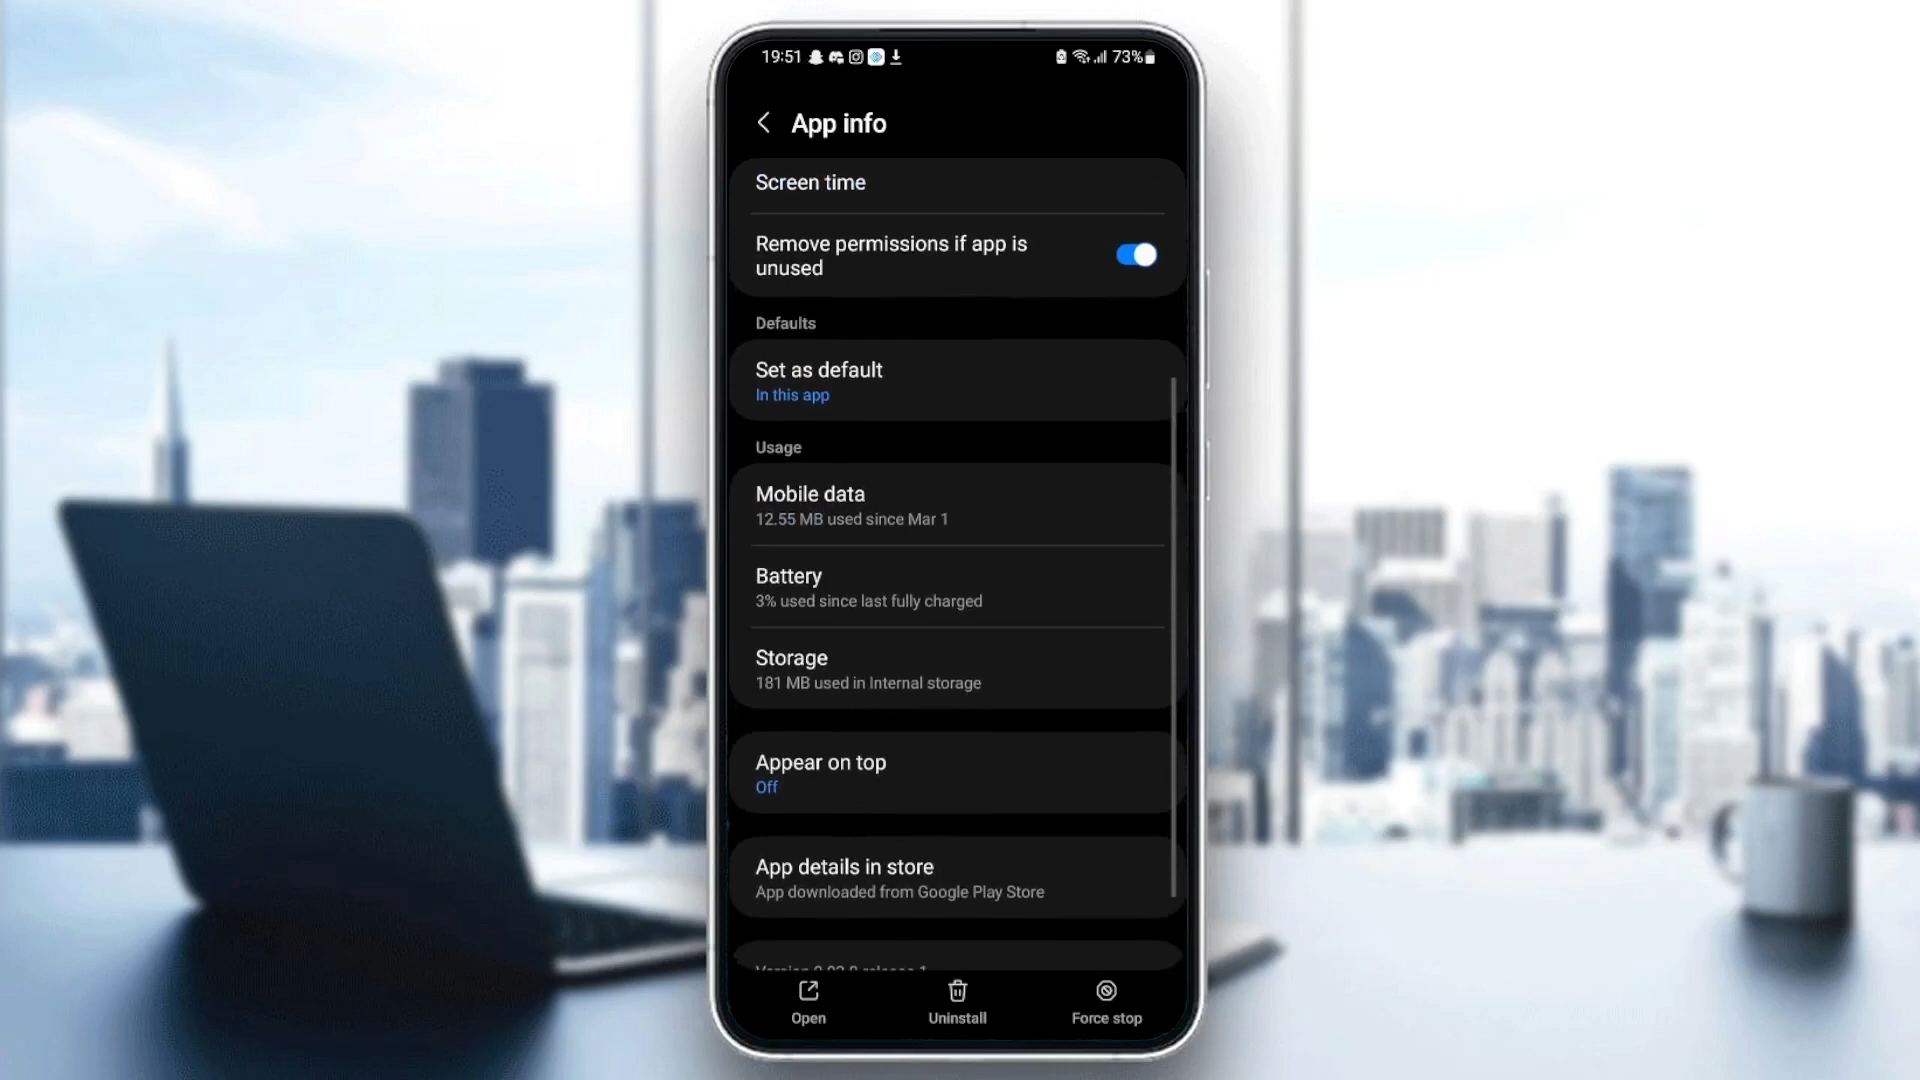 19:51
73%
App info
Screen time
Remove permissions if app is
unused
Defaults
Set as default
In this app
Usage
Mobile data
12.55 MB used since Mar 1
Battery
3% used since last fully charged
Storage
181 MB used in Internal storage
Appear on top
Off
App details in store
App downloaded from Google Play Store
Open
Uninstall
Force stop